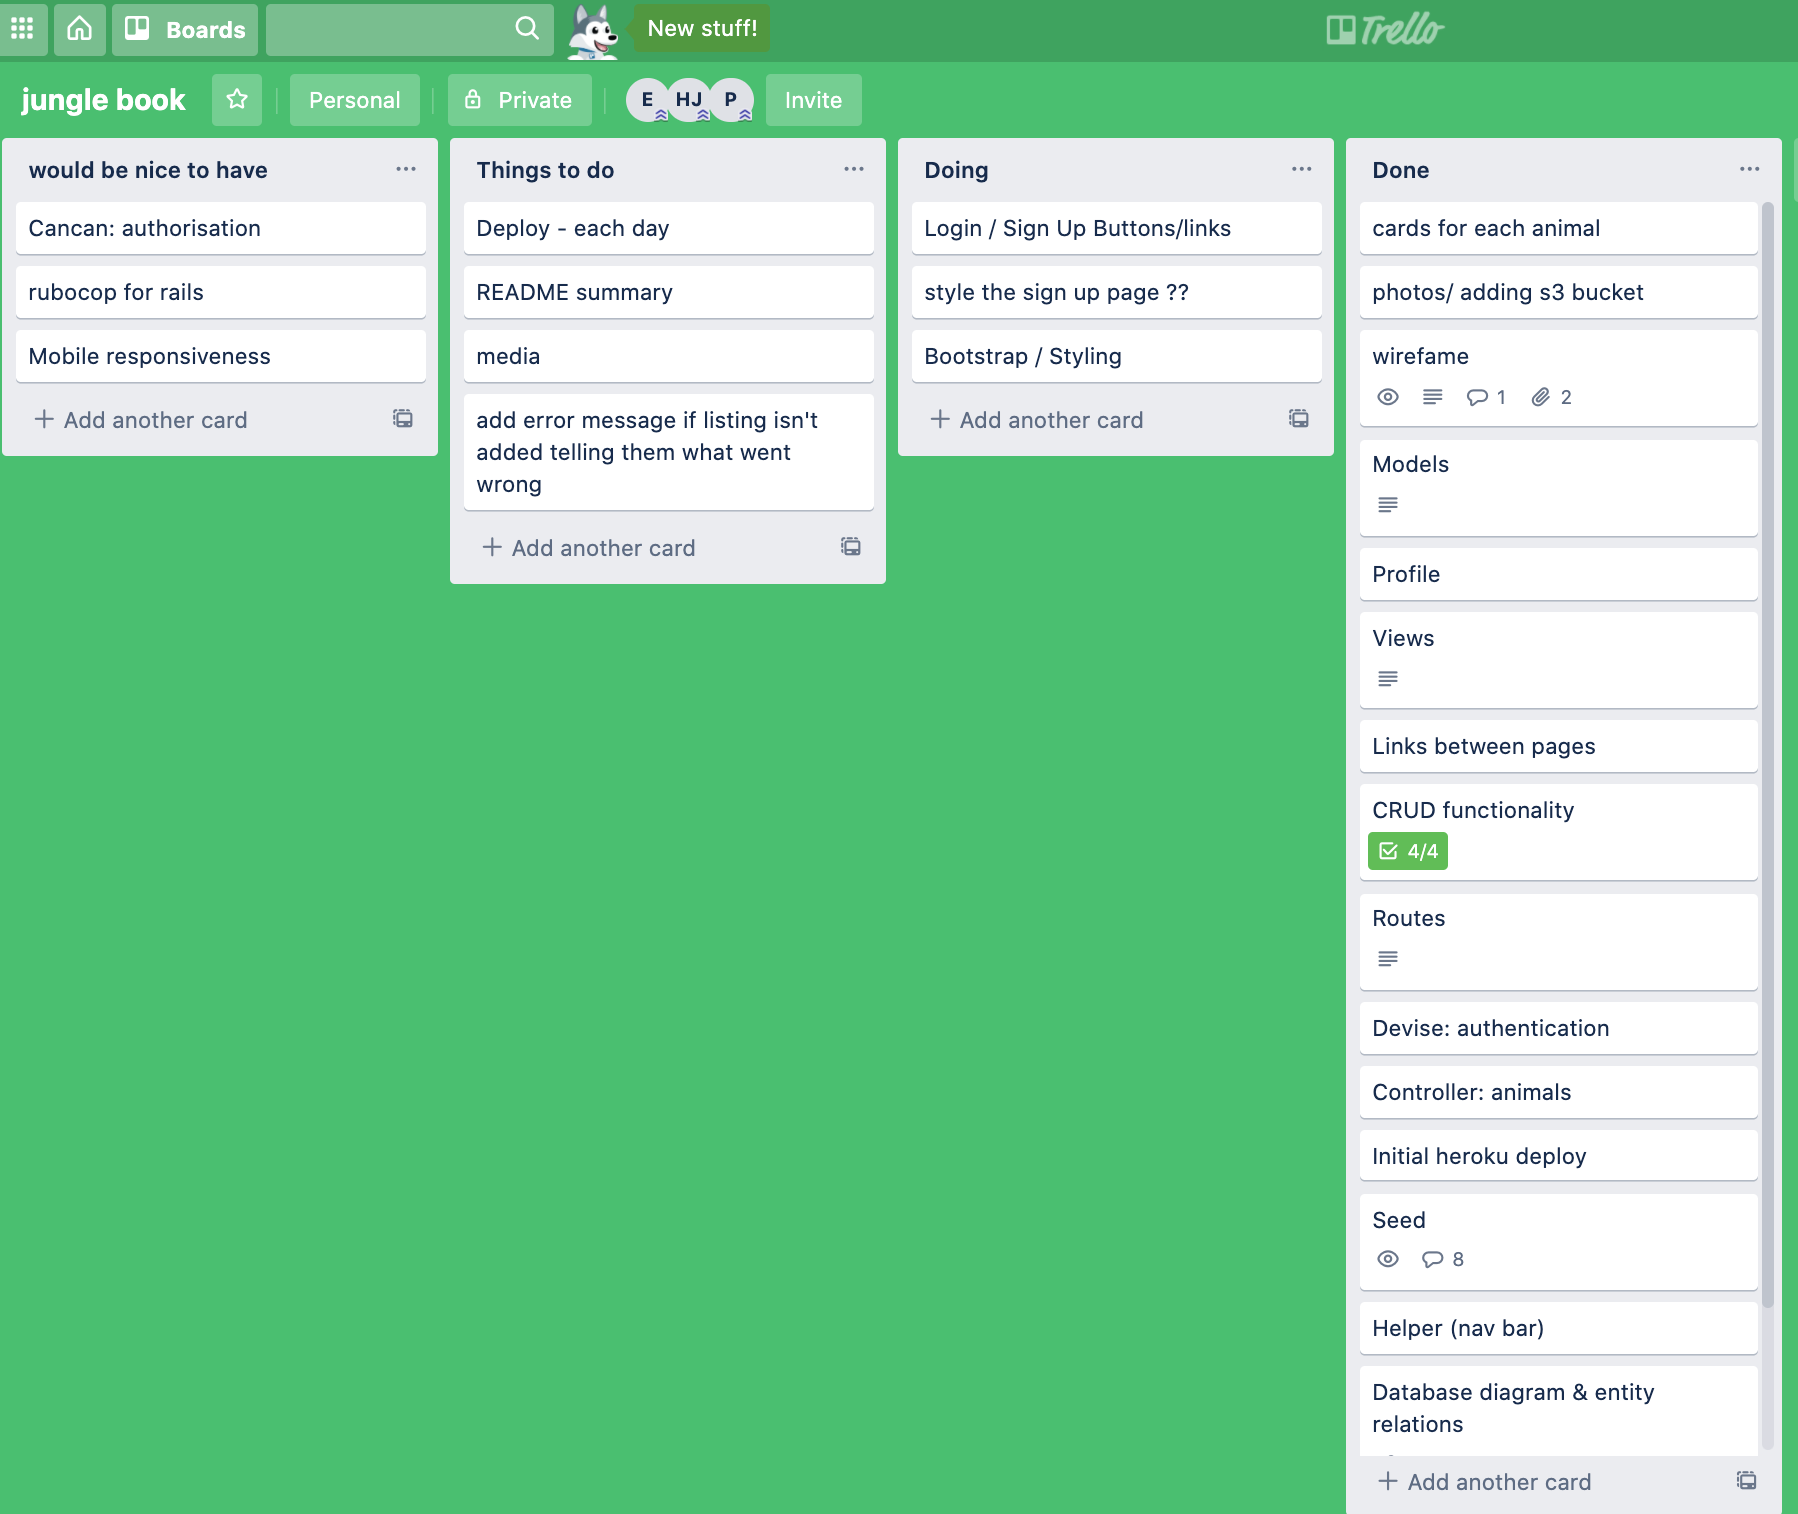 Boards
New stuff!
Trello
jungle book
Personal
Private
E
HJ
P
Invite
would be nice to have
Cancan: authorisation
rubocop for rails
Mobile responsiveness
Add another card
Things to do
Deploy - each day
README summary
media
add error message if listing isn't
added telling them what went
wrong
Add another card
Doing
Login / Sign Up Buttons/links
style the sign up page ??
Bootstrap / Styling
Add another card
Done
cards for each animal
photos/ adding s3 bucket
wirefame
1 2
Models
Profile
Views
Links between pages
CRUD functionality
4/4
Routes
Devise: authentication
Controller: animals
Initial heroku deploy
Seed
8
Helper (nav bar)
Database diagram & entity
relations
Add another card